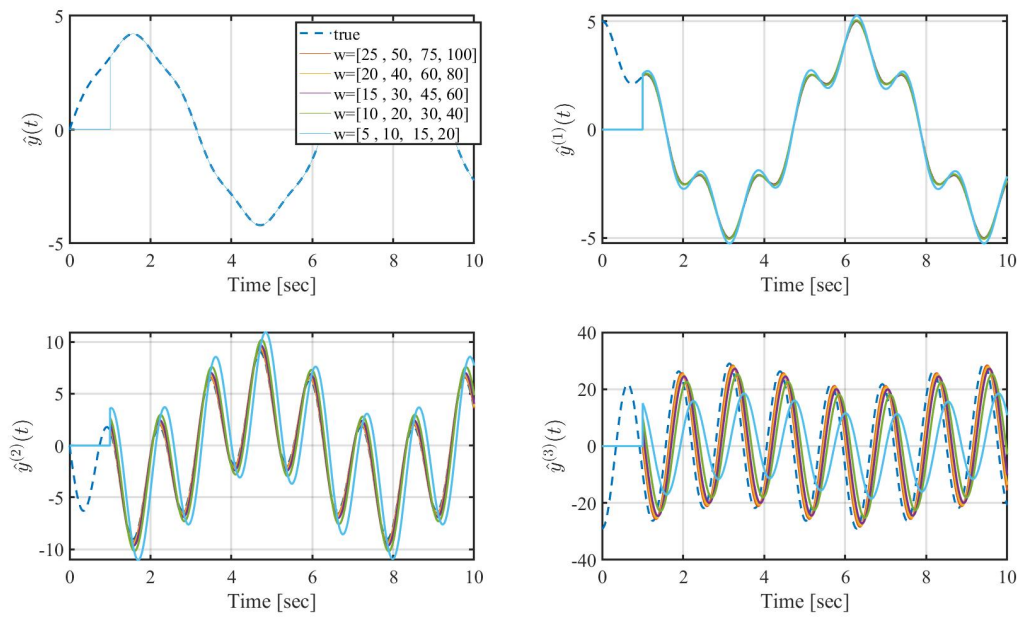 5
0
-5
ŷ(t)
0 2 4 6 8 10
Time [sec]
true
w=[25 , 50, 75, 100]
w=[20 , 40, 60, 80]
w=[15 , 30, 45, 60]
w=[10 , 20, 30, 40]
w=[5 , 10, 15, 20]
5
0
-5
ŷ⁽¹⁾(t)
0 2 4 6 8 10
Time [sec]
10
5
0
-5
-10
ŷ⁽²⁾(t)
0 2 4 6 8 10
Time [sec]
40
20
0
-20
-40
ŷ⁽³⁾(t)
0 2 4 6 8 10
Time [sec]